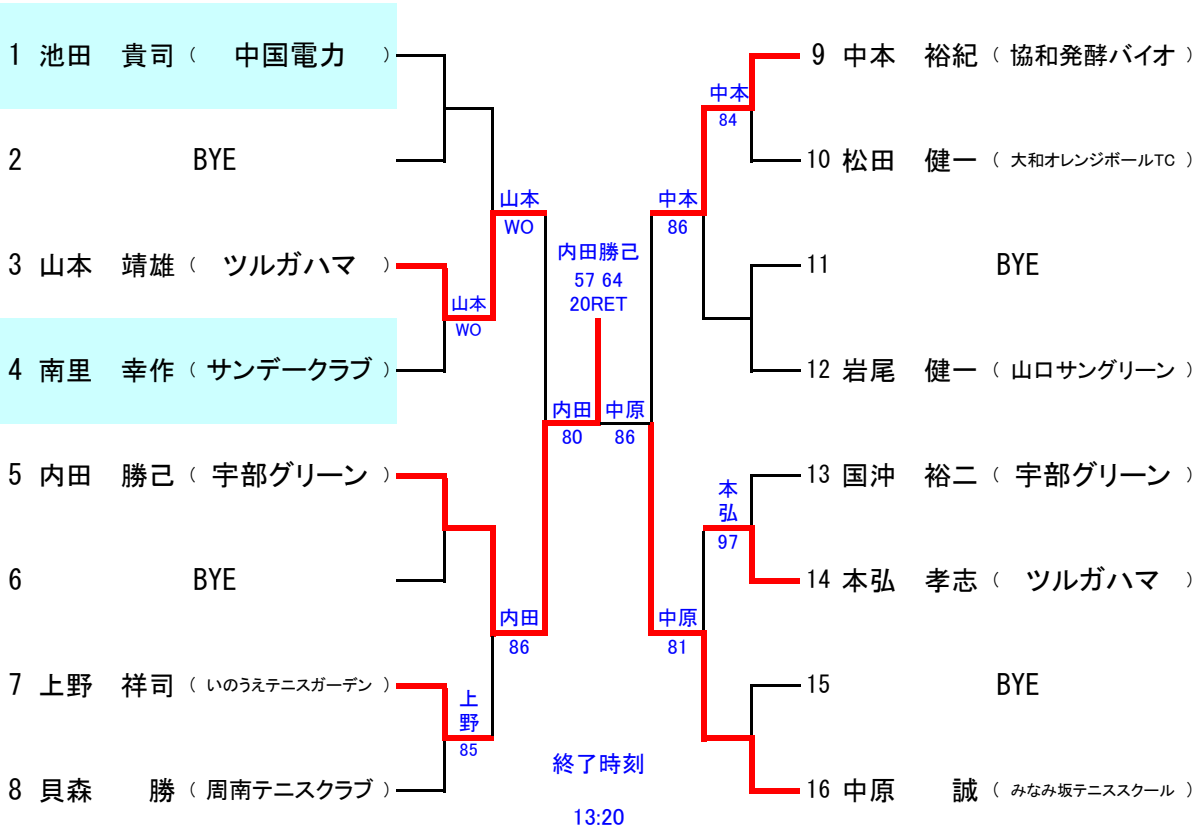 1 池田 貴司 ( 中国電力 )
2 BYE
3 山本 靖雄 ( ツルガハマ )
4 南里 幸作 ( サンデークラブ )
5 内田 勝己 ( 宇部グリーン )
6 BYE
7 上野 祥司 ( いのうえテニスガーデン )
8 貝森 勝 ( 周南テニスクラブ )
山本
WO
山本
WO
内田
86
上野
85
内田
80
内田勝己
57 64
20RET
中原
86
中本
84
中本
86
本弘
97
中原
81
9 中本 裕紀 ( 協和発酵バイオ )
10 松田 健一 ( 大和オレンジボールTC )
11 BYE
12 岩尾 健一 ( 山口サングリーン )
13 国沖 裕二 ( 宇部グリーン )
14 本弘 孝志 ( ツルガハマ )
15 BYE
16 中原 誠 ( みなみ坂テニススクール )
終了時刻
13:20